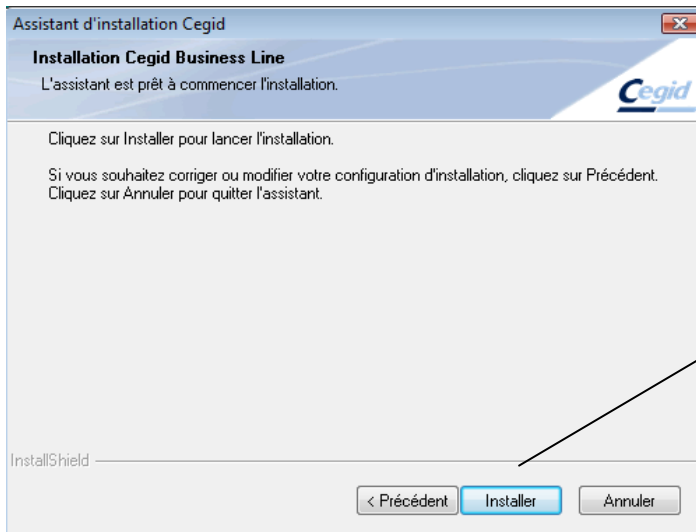 Assistant d'installation Cegid
Installation Cegid Business Line
L'assistant est prêt à commencer l'installation.
Cegid
Cliquez sur Installer pour lancer l'installation.
Si vous souhaitez corriger ou modifier votre configuration d'installation, cliquez sur Précédent.
Cliquez sur Annuler pour quitter l'assistant.
InstallShield
< Précédent Installer Annuler